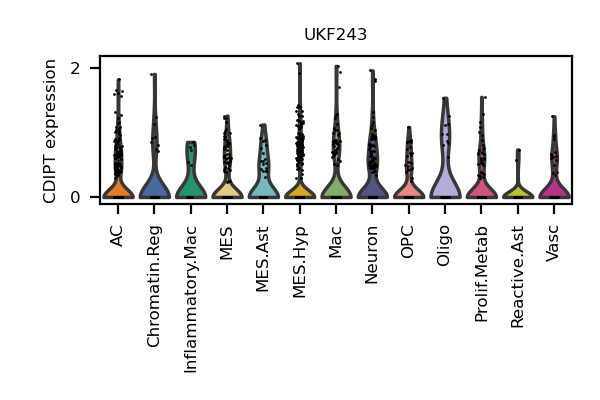 UKF243
CDIPT expression
2
0
AC
Chromatin.Reg
Inflammatory.Mac
MES
MES.Ast
MES.Hyp
Mac
Neuron
OPC
Oligo
Prolif.Metab
Reactive.Ast
Vasc